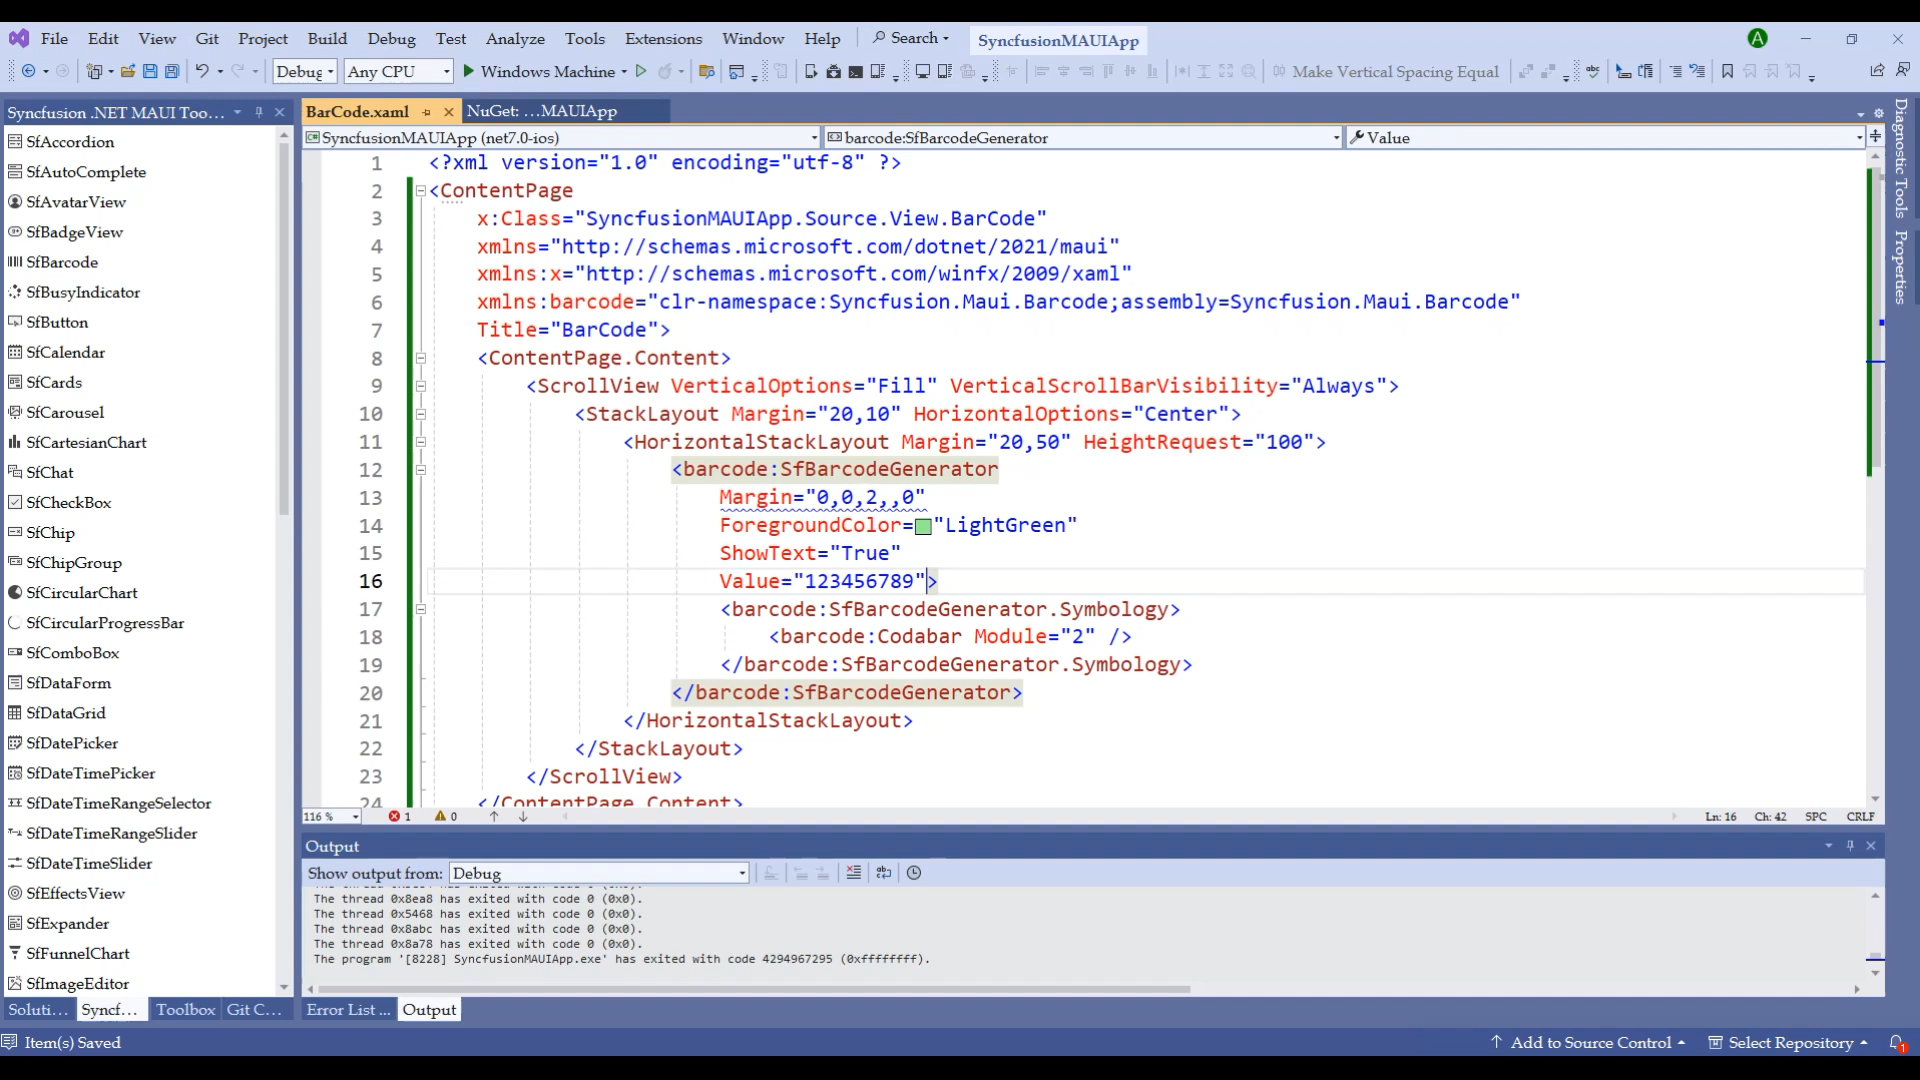 File Edit View Git Project Build Debug Test Analyze Tools Extensions Window Help Search SyncfusionMAUIApp A
Debug Any CPU Windows Machine Make Vertical Spacing Equal
Syncfusion .NET MAUI Too...
SfAccordion
SfAutoComplete
SfAvatarView
SfBadgeView
SfBarcode
SfBusyIndicator
SfButton
SfCalendar
SfCards
SfCarousel
SfCartesianChart
SfChat
SfCheckBox
SfChip
SfChipGroup
SfCircularChart
SfCircularProgressBar
SfComboBox
SfDataForm
SfDataGrid
SfDatePicker
SfDateTimePicker
SfDateTimeRangeSelector
SfDateTimeRangeSlider
SfDateTimeSlider
SfEffectsView
SfExpander
SfFunnelChart
SfImageEditor
Soluti... Syncf... Toolbox Git C...
BarCode.xaml NuGet: ...MAUIApp
SyncfusionMAUIApp (net7.0-ios) barcode:SfBarcodeGenerator Value
1 <?xml version="1.0" encoding="utf-8" ?>
2 <ContentPage
3 x:Class="SyncfusionMAUIApp.Source.View.BarCode"
4 xmlns="http://schemas.microsoft.com/dotnet/2021/maui"
5 xmlns:x="http://schemas.microsoft.com/winfx/2009/xaml"
6 xmlns:barcode="clr-namespace:Syncfusion.Maui.Barcode;assembly=Syncfusion.Maui.Barcode"
7 Title="BarCode">
8 <ContentPage.Content>
9 <ScrollView VerticalOptions="Fill" VerticalScrollBarVisibility="Always">
10 <StackLayout Margin="20,10" HorizontalOptions="Center">
11 <HorizontalStackLayout Margin="20,50" HeightRequest="100">
12 <barcode:SfBarcodeGenerator
13 Margin="0,0,2,,0"
14 ForegroundColor="LightGreen"
15 ShowText="True"
16 Value="123456789">
17 <barcode:SfBarcodeGenerator.Symbology>
18 <barcode:Codabar Module="2" />
19 </barcode:SfBarcodeGenerator.Symbology>
20 </barcode:SfBarcodeGenerator>
21 </HorizontalStackLayout>
22 </StackLayout>
23 </ScrollView>
24 </ContentPage.Content>
116 % 1 0 Ln: 16 Ch: 42 SPC CRLF
Output
Show output from: Debug
The thread 0x8ea8 has exited with code 0 (0x0).
The thread 0x5468 has exited with code 0 (0x0).
The thread 0x8abc has exited with code 0 (0x0).
The thread 0x8a78 has exited with code 0 (0x0).
The program '[8228] SyncfusionMAUIApp.exe' has exited with code 4294967295 (0xffffffff).
Error List ... Output
Diagnostic Tools
Properties
Item(s) Saved Add to Source Control Select Repository 1